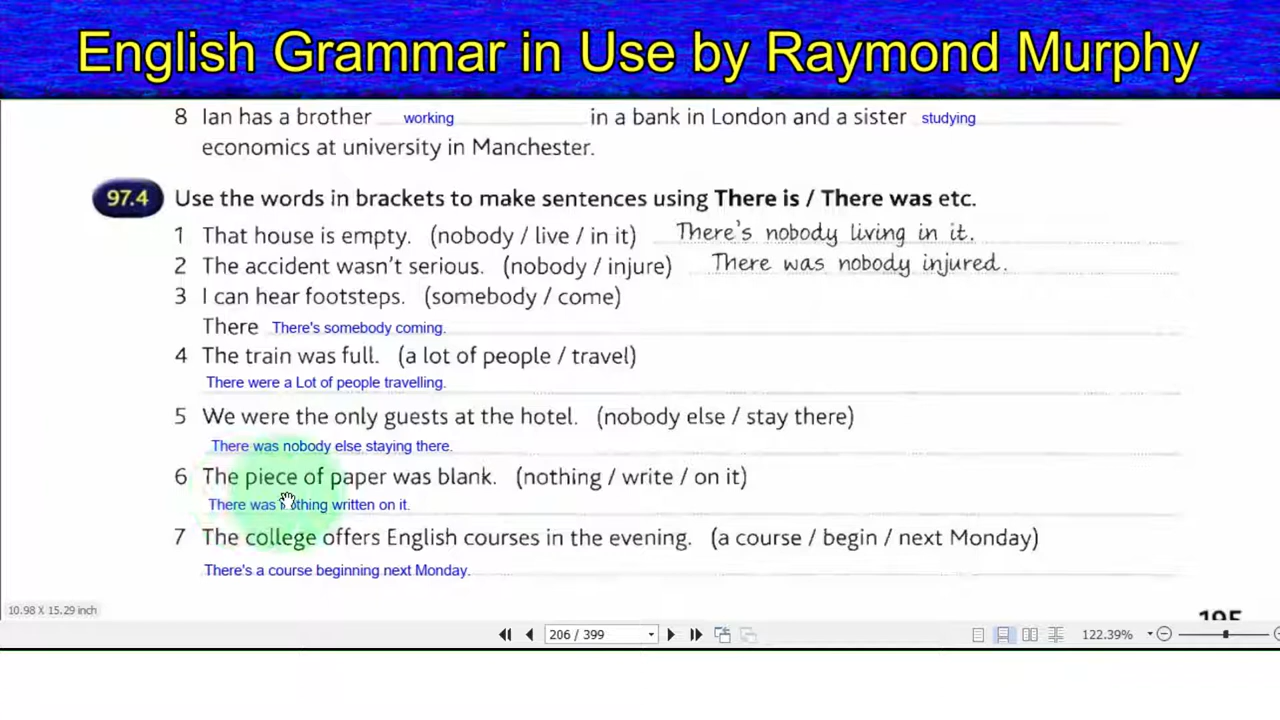 English Grammar in Use by Raymond Murphy
8 Ian has a brother working in a bank in London and a sister studying
economics at university in Manchester.
97.4 Use the words in brackets to make sentences using There is / There was etc.
1 That house is empty. (nobody / live / in it) There's nobody living in it.
2 The accident wasn't serious. (nobody / injure) There was nobody injured.
3 I can hear footsteps. (somebody / come)
There There's somebody coming.
4 The train was full. (a lot of people / travel)
There were a Lot of people travelling.
5 We were the only guests at the hotel. (nobody else / stay there)
There was nobody else staying there.
6 The piece of paper was blank. (nothing / write / on it)
There was nothing written on it.
7 The college offers English courses in the evening. (a course / begin / next Monday)
There's a course beginning next Monday.
10.98 X 15.29 inch
195
206 / 399
122.39%